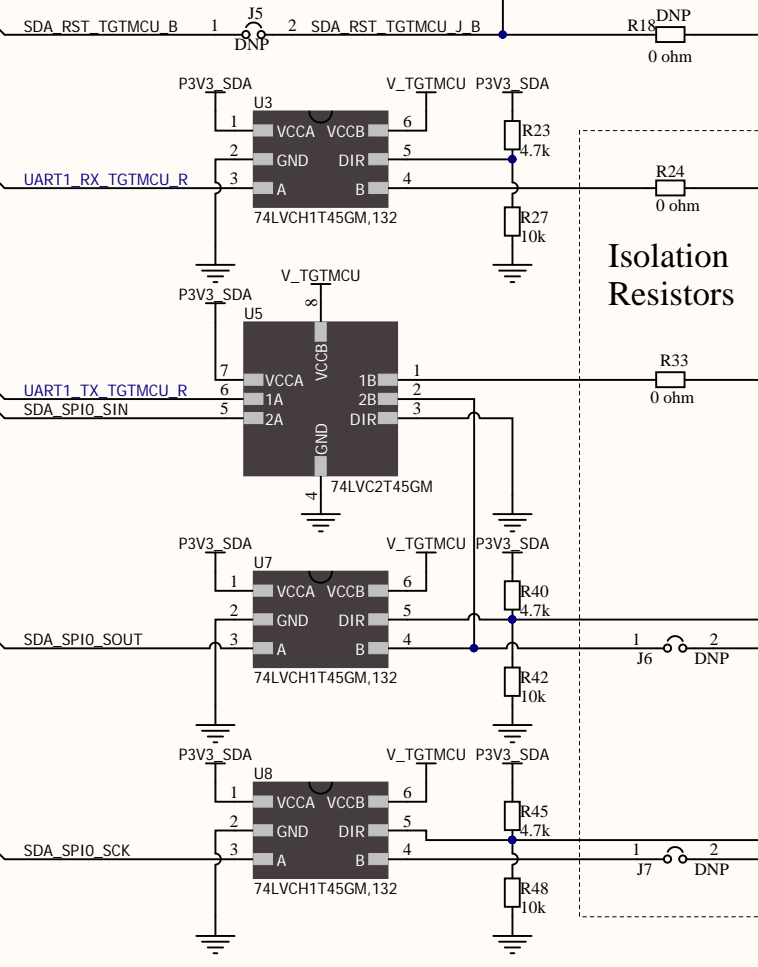 SDA_RST_TGTMCU_B 1 J5 2 SDA_RST_TGTMCU_J_B
DNP
R18 DNP
0 ohm
P3V3_SDA V_TGTMCU P3V3_SDA
U3
1 VCCA VCCB 6
2 GND DIR 5
UART1_RX_TGTMCU_R 3 A B 4
74LVCH1T45GM,132
R23
4.7k
R27
10k
R24
0 ohm
Isolation
Resistors
V_TGTMCU
P3V3_SDA
U5
8 VCCB
7 VCCA 1B 1
UART1_TX_TGTMCU_R 6 1A 2B 2
SDA_SPI0_SIN 5 2A DIR 3
GND
4
74LVC2T45GM
R33
0 ohm
P3V3_SDA V_TGTMCU P3V3_SDA
U7
1 VCCA VCCB 6
2 GND DIR 5
SDA_SPI0_SOUT 3 A B 4
74LVCH1T45GM,132
R40
4.7k
R42
10k
1 2
J6 DNP
P3V3_SDA V_TGTMCU P3V3_SDA
U8
1 VCCA VCCB 6
2 GND DIR 5
SDA_SPI0_SCK 3 A B 4
74LVCH1T45GM,132
R45
4.7k
R48
10k
1 2
J7 DNP